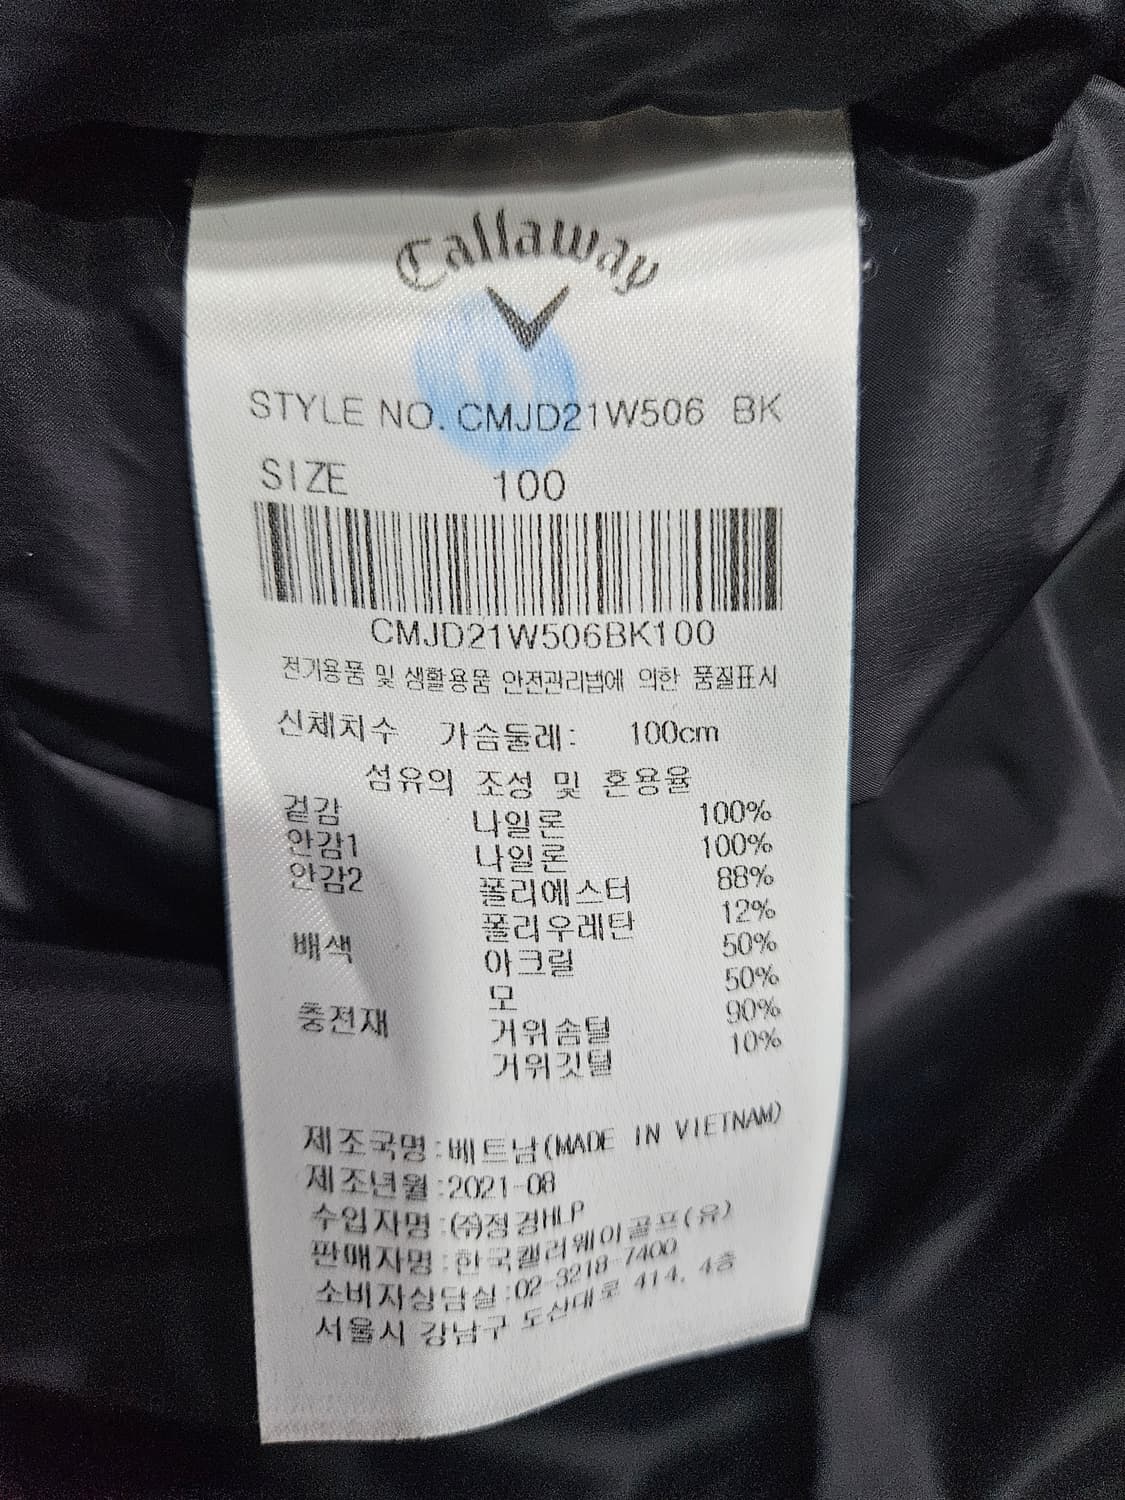 Callaway
STYLE NO. CMJD21W506 BK
SIZE 100
CMJD21W506BK100
전기용품 및 생활용품 안전관리법에 의한 품질표시
신체치수 가슴둘레: 100cm
섬유의 조성 및 혼용율
겉감 나일론 100%
안감1 나일론 100%
안감2 폴리에스터 88%
폴리우레탄 12%
배색 아크릴 50%
모 50%
충전재 거위솜털 90%
거위깃털 10%
제조국명:베트남(MADE IN VIETNAM)
제조년월:2021-08
수입자명:(주)정경HLP
판매자명:한국캘러웨이골프(유)
소비자상담실:02-3218-7400
서울시 강남구 도산대로 414, 4층